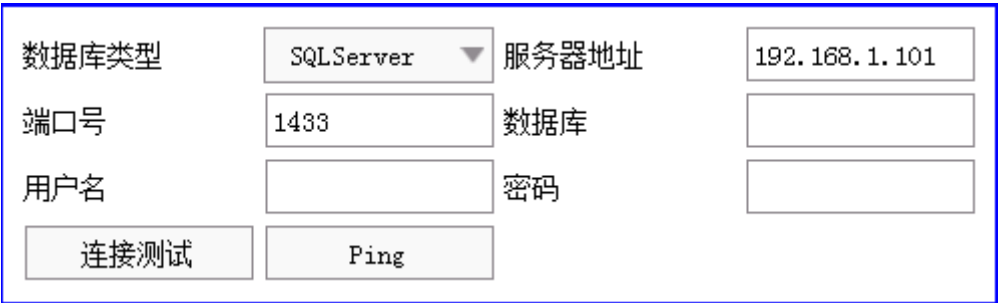 数据库类型 SQLServer 服务器地址 192.168.1.101
端口号 1433 数据库
用户名 密码
连接测试 Ping